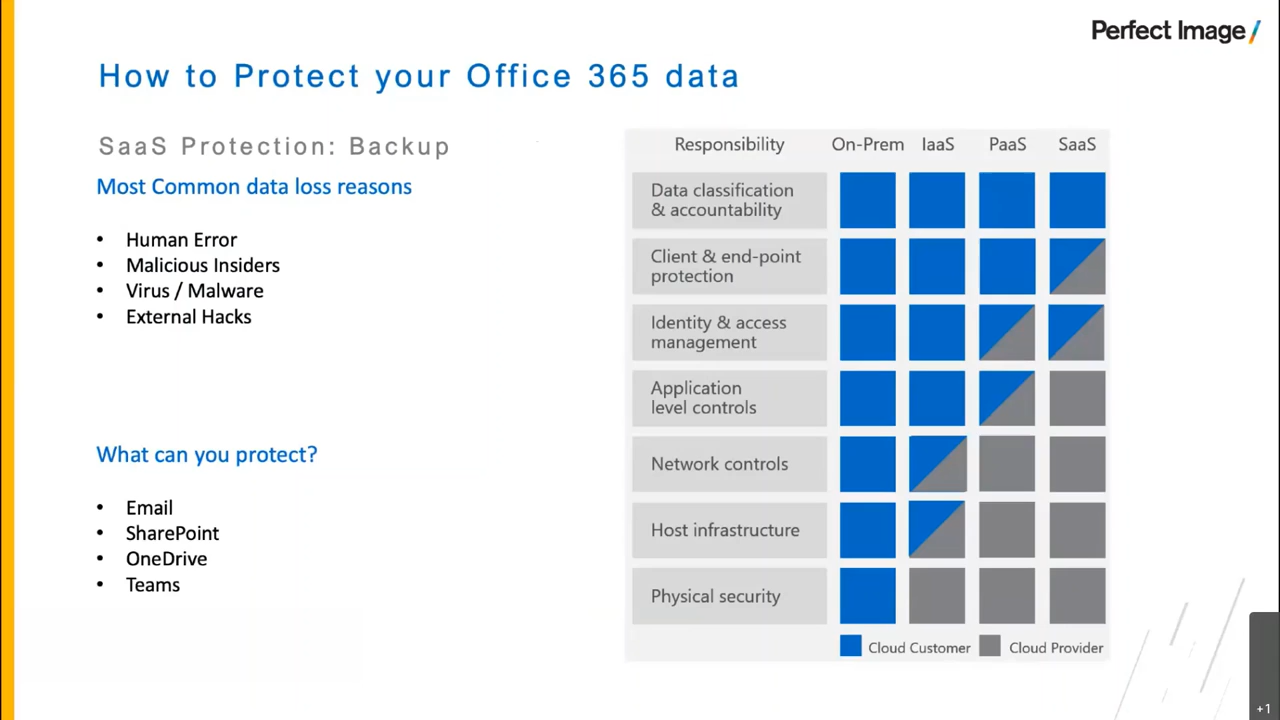 Perfect Image/
How to Protect your Office 365 data
SaaS Protection: Backup
Most Common data loss reasons
• Human Error
• Malicious Insiders
• Virus / Malware
• External Hacks
What can you protect?
• Email
• SharePoint
• OneDrive
• Teams
Responsibility On-Prem IaaS PaaS SaaS
Data classification
& accountability
Client & end-point
protection
Identity & access
management
Application
level controls
Network controls
Host infrastructure
Physical security
Cloud Customer Cloud Provider
+1